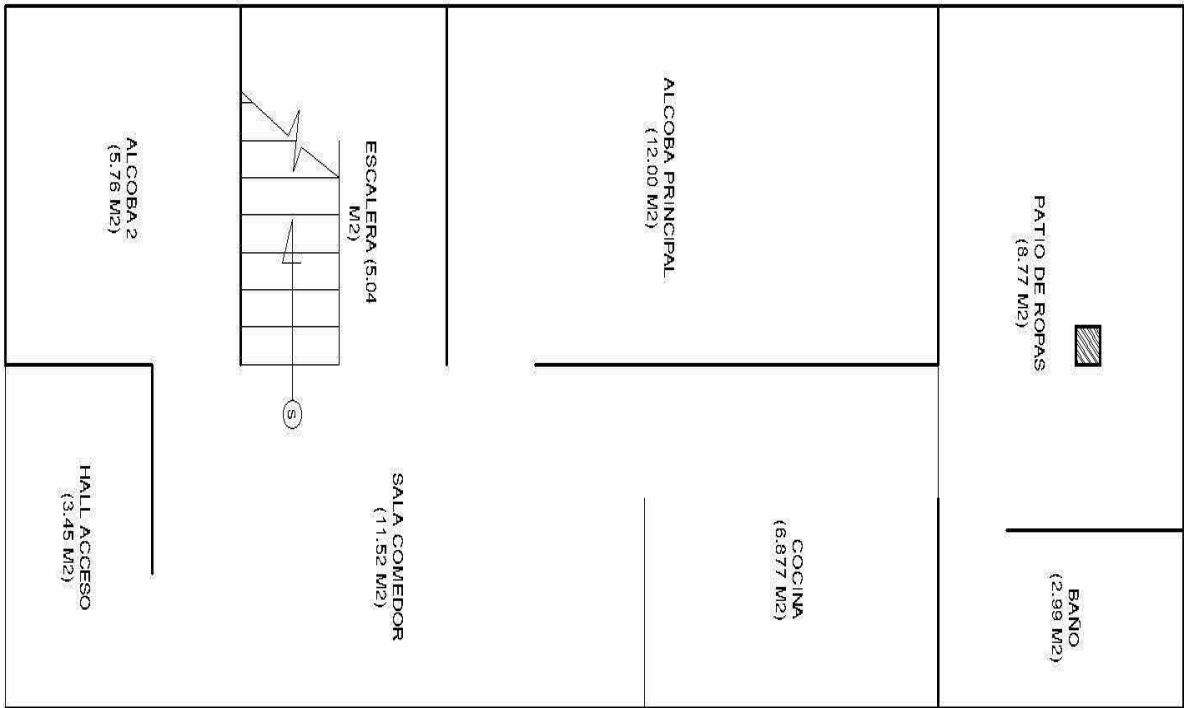 PATIO DE ROPAS
(8.77 M2)
BAÑO
(2.99 M2)
ALCOBA PRINCIPAL
(12.00 M2)
COCINA
(6.877 M2)
ESCALERA (5.04
M2)
SALA COMEDOR
(11.52 M2)
S
ALCOBA 2
(5.76 M2)
HALL ACCESO
(3.45 M2)